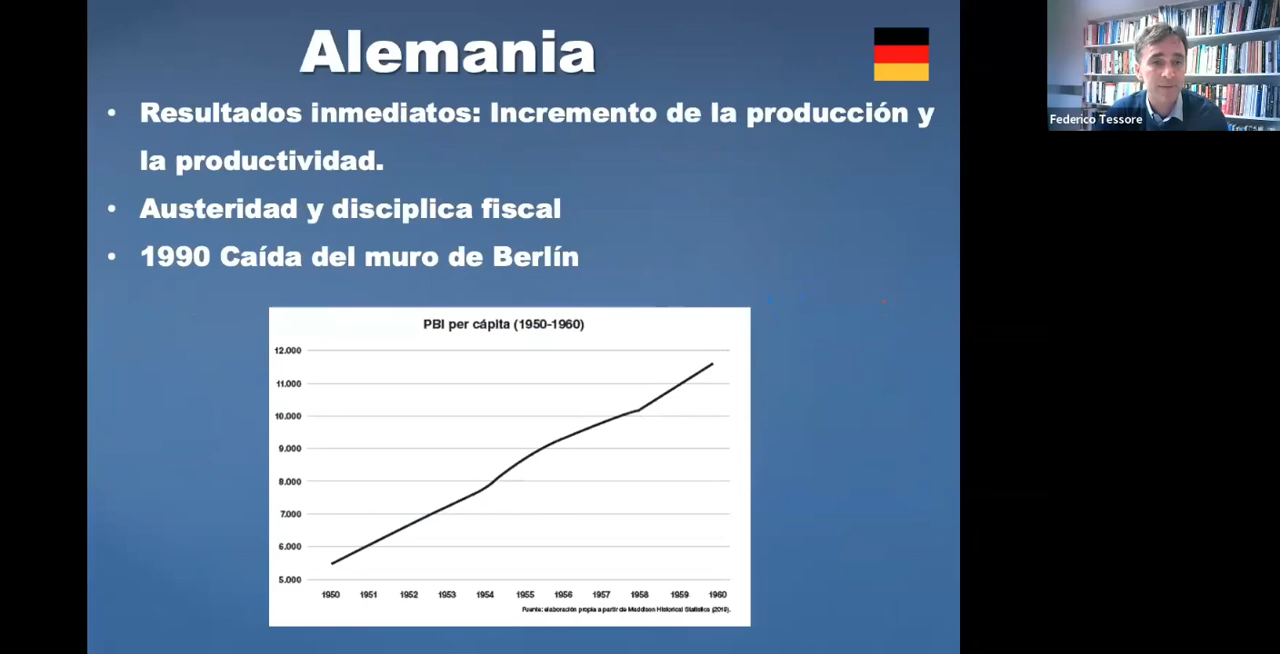 Alemania
• Resultados inmediatos: Incremento de la producción y
la productividad.
• Austeridad y disciplica fiscal
• 1990 Caída del muro de Berlín
Federico Tessore
PBI per cápita (1950-1960)
12.000
11.000
10.000
9.000
8.000
7.000
6.000
5.000
1950 1951 1952 1953 1954 1955 1956 1957 1958 1959 1960
Fuente: elaboración propia a partir de Maddison Historical Statistics (2018).